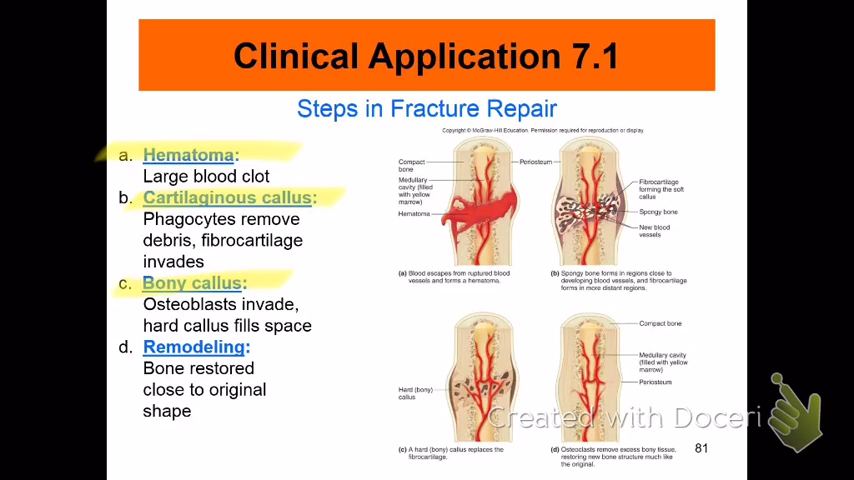 Clinical Application 7.1
Steps in Fracture Repair
a. Hematoma:
Large blood clot
b. Cartilaginous callus:
Phagocytes remove
debris, fibrocartilage
invades
c. Bony callus:
Osteoblasts invade,
hard callus fills space
d. Remodeling:
Bone restored
close to original
shape
Copyright © McGraw-Hill Education. Permission required for reproduction or display.
Compact
bone
Medullary
cavity (filled
with yellow
marrow)
Hematoma
Periosteum
Fibrocartilage
forming the soft
callus
Spongy bone
New blood
vessels
(a) Blood escapes from ruptured blood
vessels and forms a hematoma.
(b) Spongy bone forms in regions close to
developing blood vessels, and fibrocartilage
forms in more distant regions.
Hard (bony)
callus
Compact bone
Medullary cavity
(filled with yellow
marrow)
Periosteum
(c) A hard (bony) callus replaces the
fibrocartilage.
(d) Osteoclasts remove excess bony tissue,
restoring new bone structure much like
the original.
Created with Doceri
81